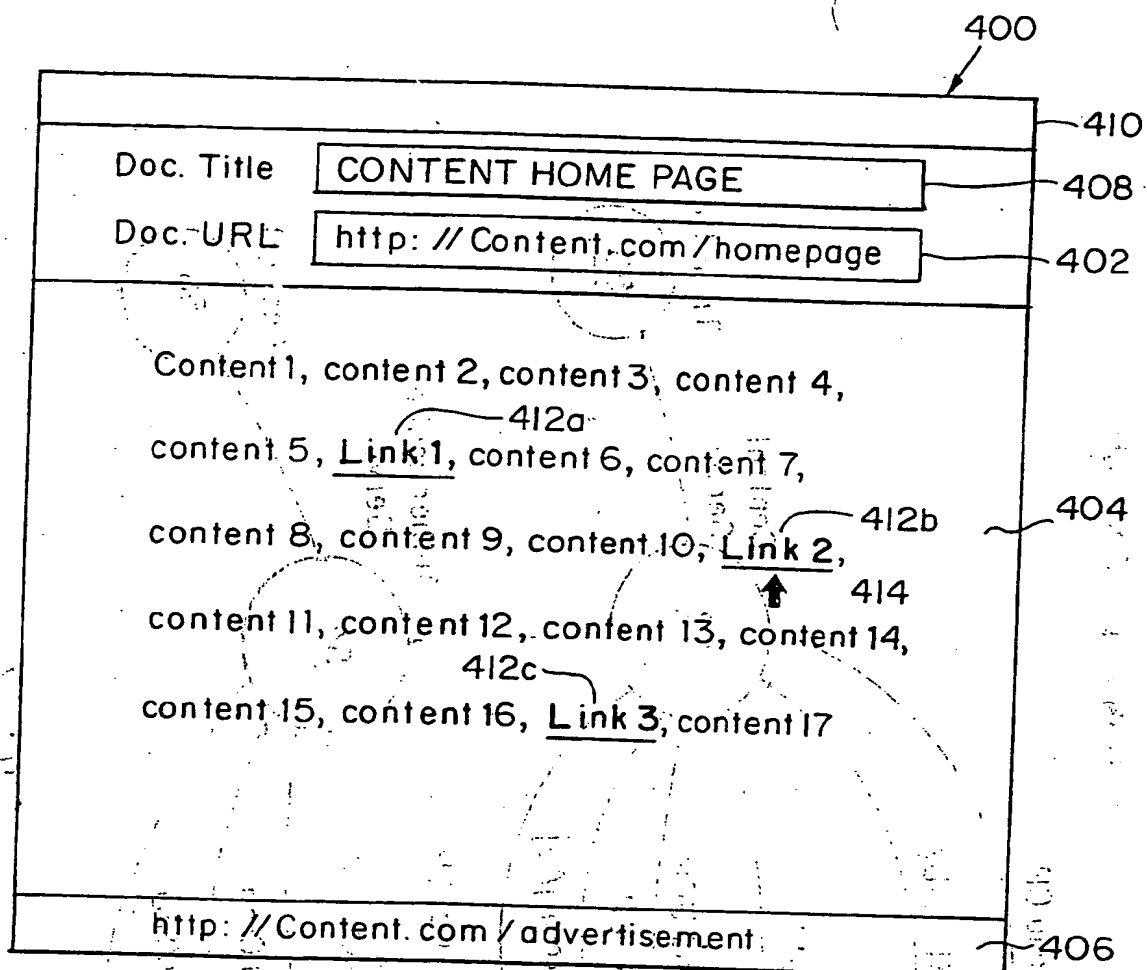 400
410
Doc. Title CONTENT HOME PAGE 408
Doc. URL http: // Content.com/homepage 402
Content 1, content 2, content 3, content 4,
412a
content 5, Link 1, content 6, content 7,
412b 404
content 8, content 9, content 10, Link 2,
414
content 11, content 12, content 13, content 14,
412c
content 15, content 16, Link 3, content 17
http: // Content.com/advertisement 406